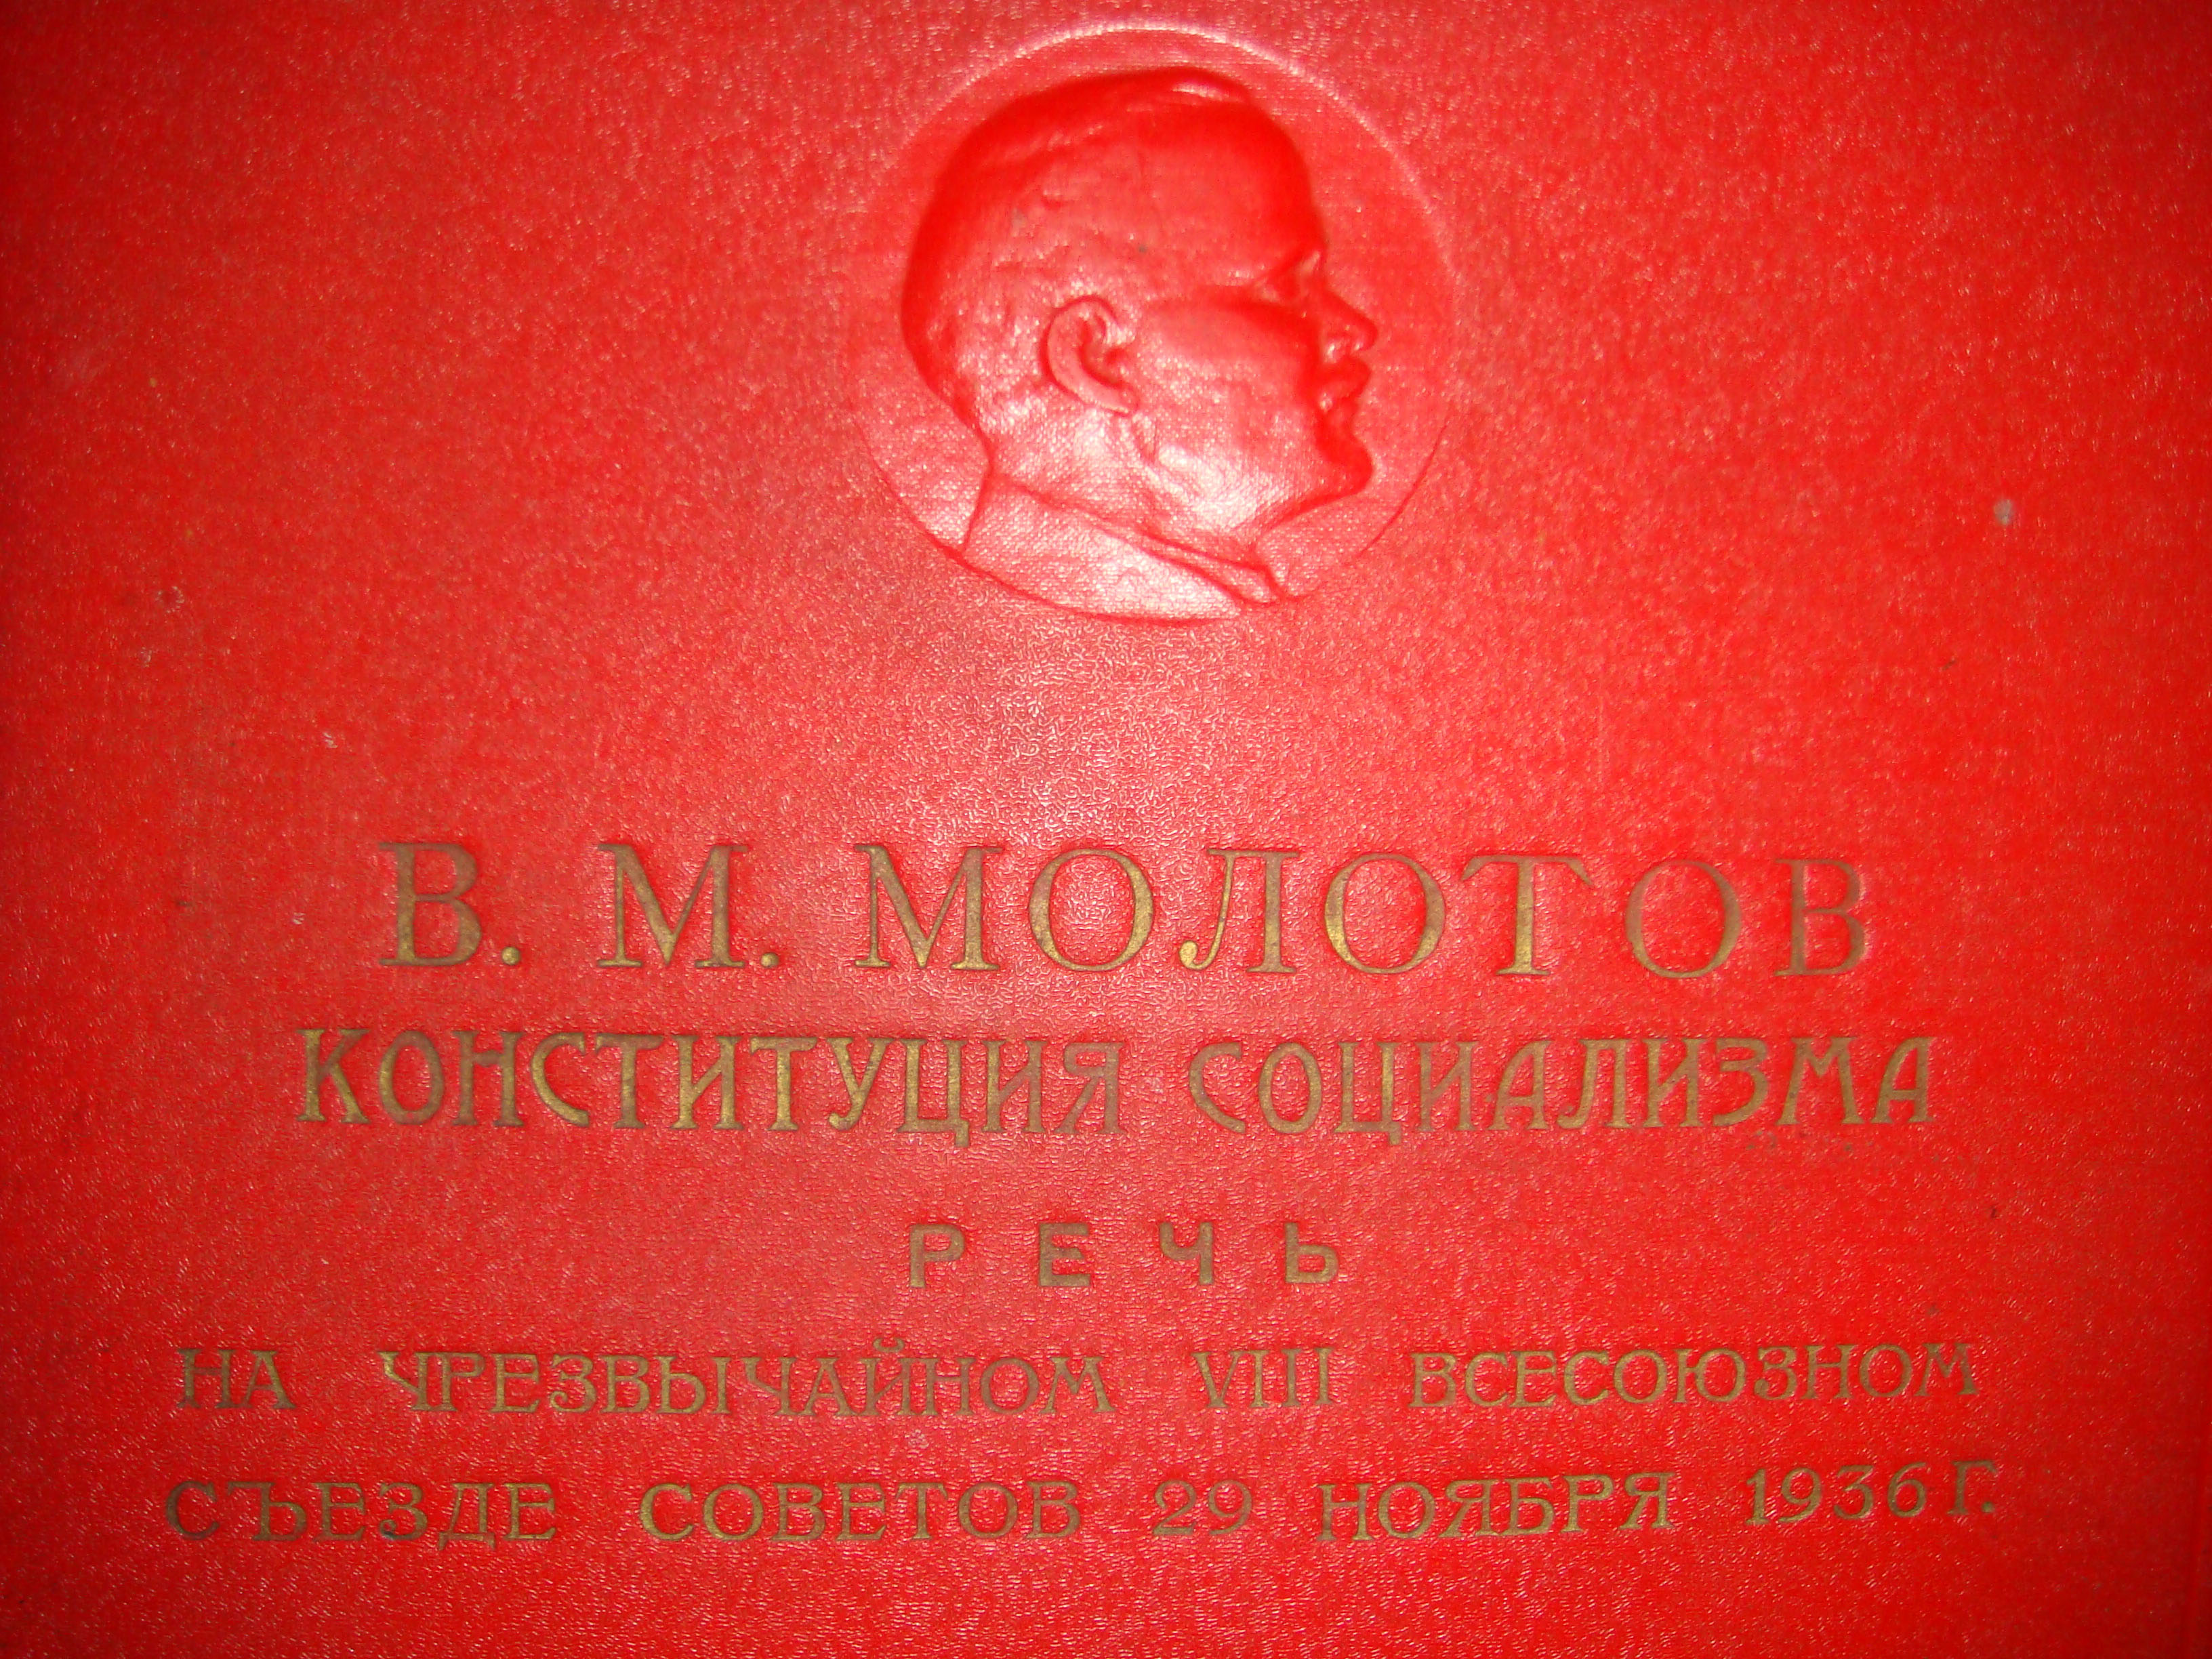 В. М. МОЛОТОВ
КОНСТИТУЦИЯ СОЦИАЛИЗМА
РЕЧЬ
НА ЧРЕЗВЫЧАЙНОМ VIII ВСЕСОЮЗНОМ
СЪЕЗДЕ СОВЕТОВ 29 НОЯБРЯ 1936 Г.